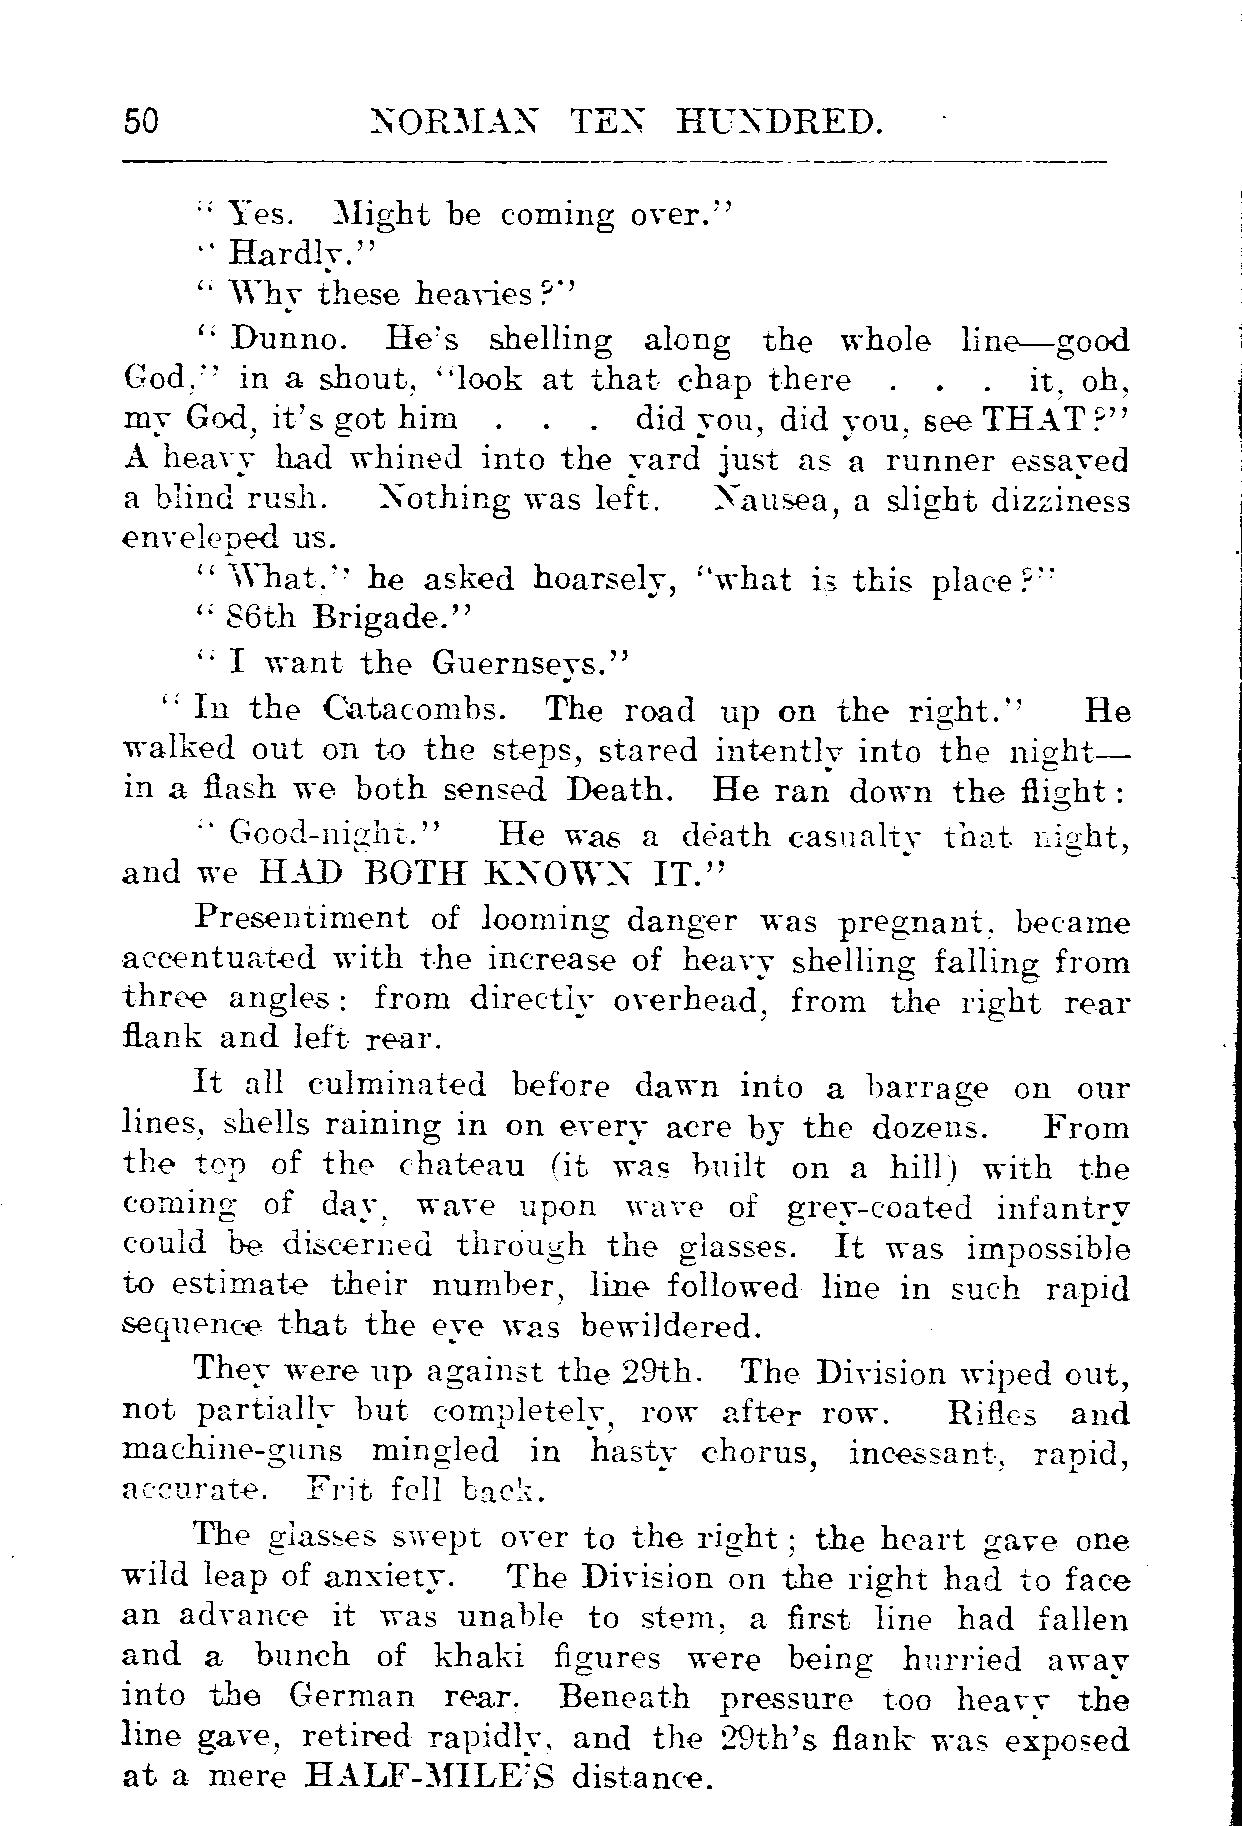 50 NORMAN TEN HUNDRED.
" Yes. Might be coming over."
" Hardly."
" Why these heavies?"
" Dunno. He's shelling along the whole line—good
God," in a shout, "look at that chap there . . . it, oh,
my God, it's got him . . . did you, did you, see THAT?"
A heavy had whined into the yard just as a runner essayed
a blind rush. Nothing was left. Nausea, a slight dizziness
enveloped us.
" What," he asked hoarsely, "what is this place?"
" 86th Brigade."
" I want the Guernseys."
" In the Catacombs. The road up on the right." He
walked out on to the steps, stared intently into the night—
in a flash we both sensed Death. He ran down the flight:
" Good-night." He was a death casualty that night,
and we HAD BOTH KNOWN IT."
Presentiment of looming danger was pregnant, became
accentuated with the increase of heavy shelling falling from
three angles: from directly overhead, from the right rear
flank and left rear.
It all culminated before dawn into a barrage on our
lines, shells raining in on every acre by the dozens. From
the top of the chateau (it was built on a hill) with the
coming of day, wave upon wave of grey-coated infantry
could be discerned through the glasses. It was impossible
to estimate their number, line followed line in such rapid
sequence that the eye was bewildered.
They were up against the 29th. The Division wiped out,
not partially but completely, row after row. Rifles and
machine-guns mingled in hasty chorus, incessant, rapid,
accurate. Frit fell back.
The glasses swept over to the right; the heart gave one
wild leap of anxiety. The Division on the right had to face
an advance it was unable to stem, a first line had fallen
and a bunch of khaki figures were being hurried away
into the German rear. Beneath pressure too heavy the
line gave, retired rapidly, and the 29th's flank was exposed
at a mere HALF-MILE'S distance.